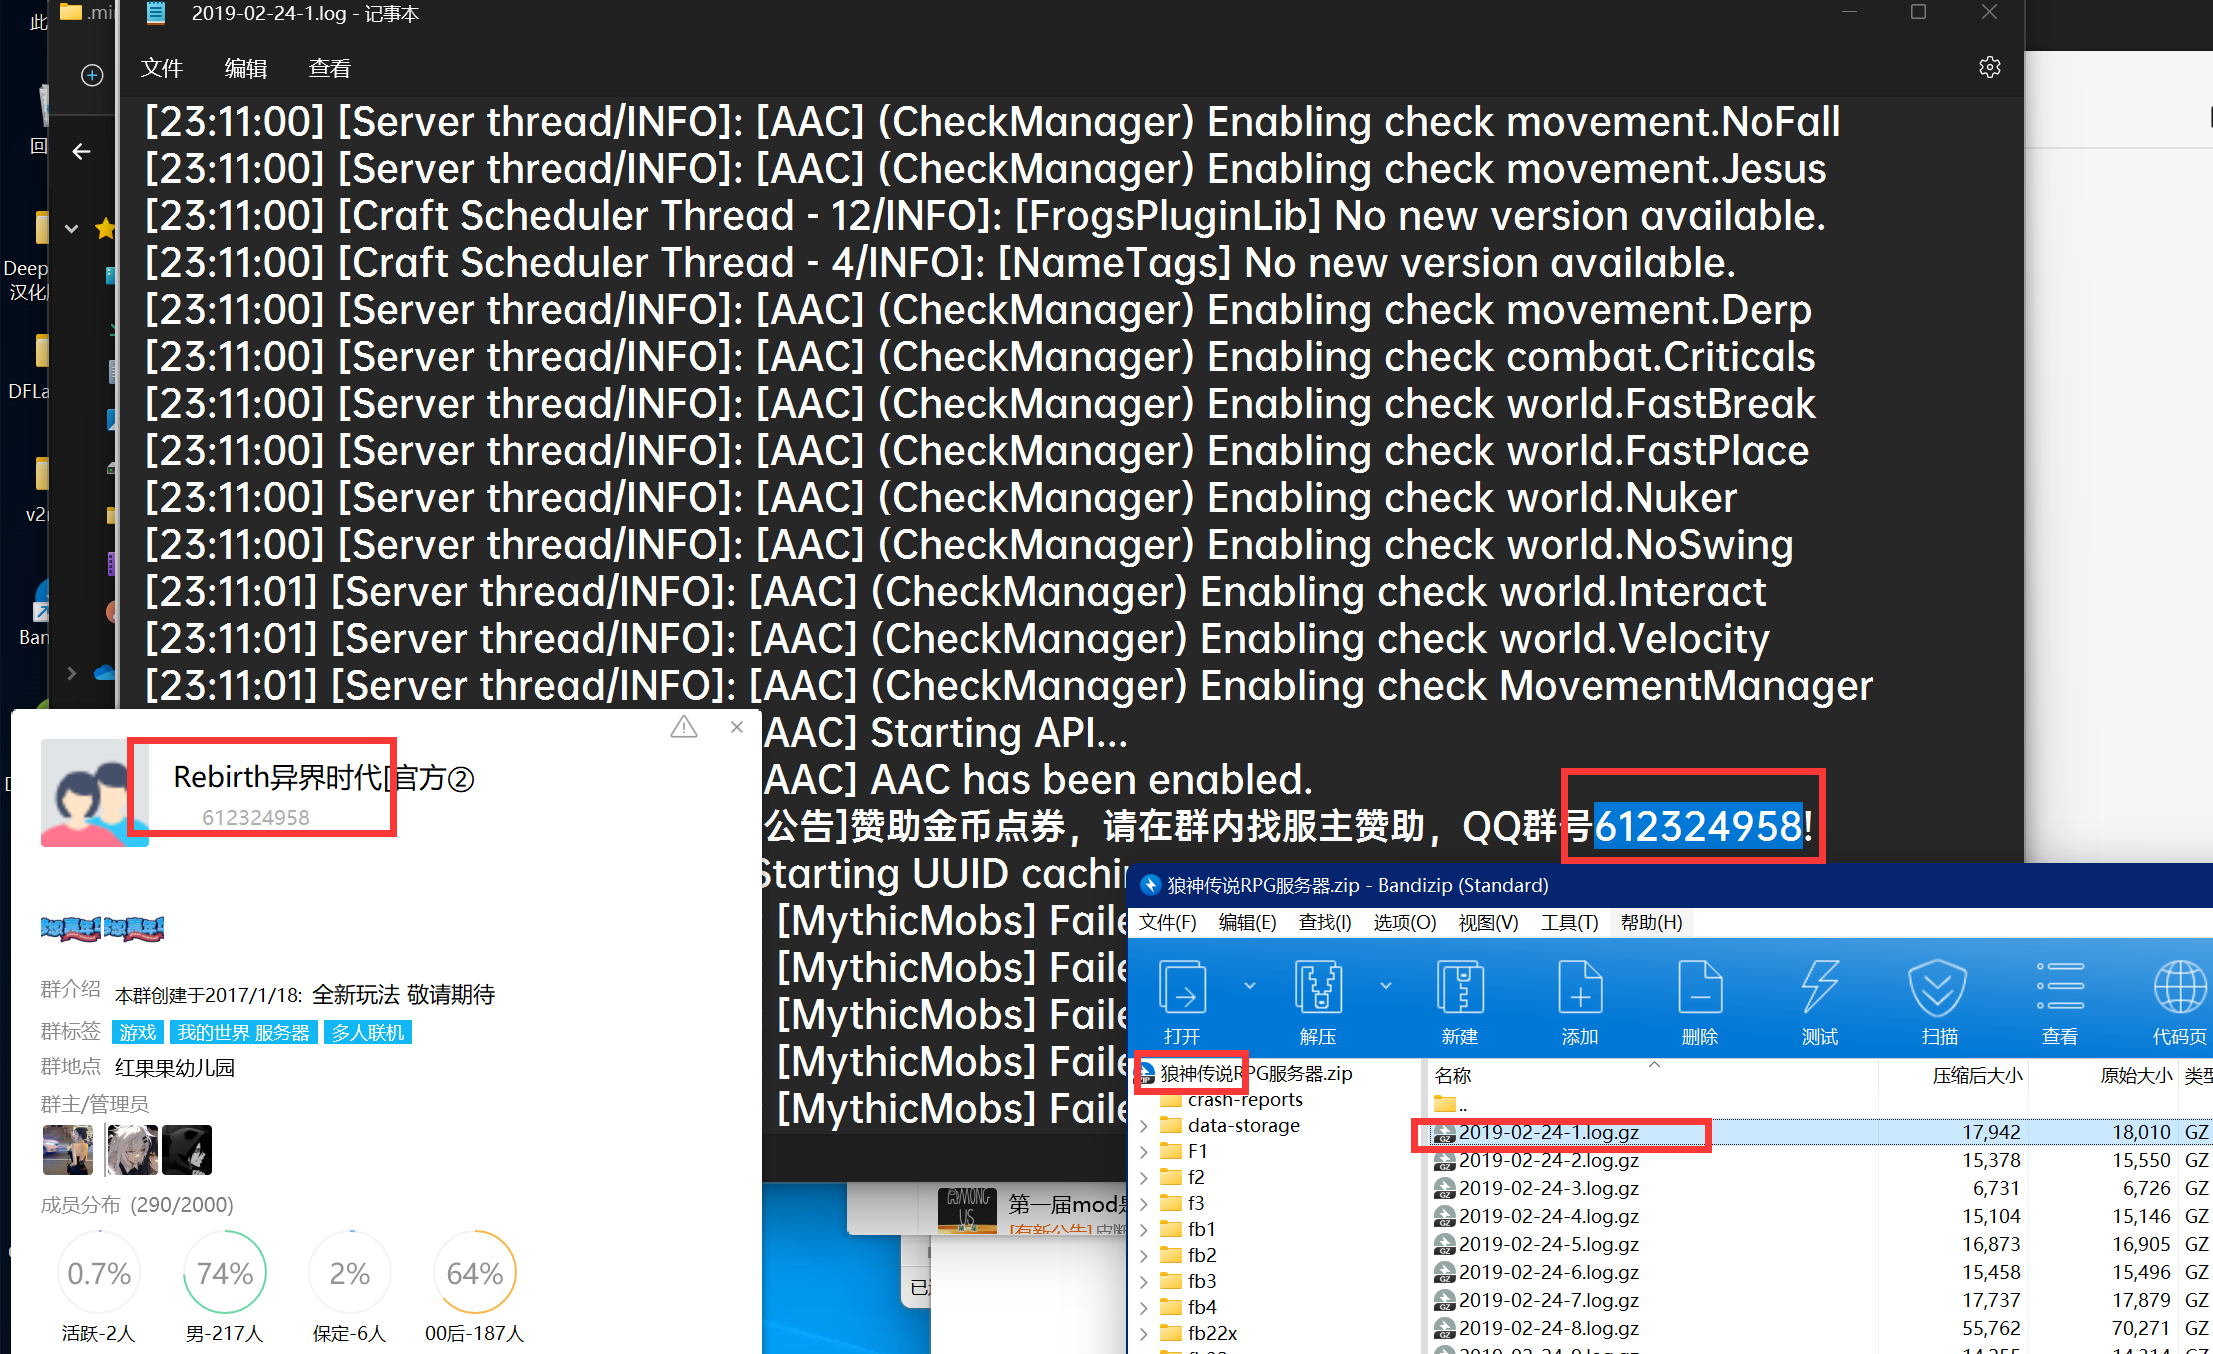 2019-02-24-1.log - 记事本
文件 编辑 查看
[23:11:00] [Server thread/INFO]: [AAC] (CheckManager) Enabling check movement.NoFall
[23:11:00] [Server thread/INFO]: [AAC] (CheckManager) Enabling check movement.Jesus
[23:11:00] [Craft Scheduler Thread - 12/INFO]: [FrogsPluginLib] No new version available.
[23:11:00] [Craft Scheduler Thread - 4/INFO]: [NameTags] No new version available.
[23:11:00] [Server thread/INFO]: [AAC] (CheckManager) Enabling check movement.Derp
[23:11:00] [Server thread/INFO]: [AAC] (CheckManager) Enabling check combat.Criticals
[23:11:00] [Server thread/INFO]: [AAC] (CheckManager) Enabling check world.FastBreak
[23:11:00] [Server thread/INFO]: [AAC] (CheckManager) Enabling check world.FastPlace
[23:11:00] [Server thread/INFO]: [AAC] (CheckManager) Enabling check world.Nuker
[23:11:00] [Server thread/INFO]: [AAC] (CheckManager) Enabling check world.NoSwing
[23:11:01] [Server thread/INFO]: [AAC] (CheckManager) Enabling check world.Interact
[23:11:01] [Server thread/INFO]: [AAC] (CheckManager) Enabling check world.Velocity
[23:11:01] [Server thread/INFO]: [AAC] (CheckManager) Enabling check MovementManager
AAC] Starting API...
AAC] AAC has been enabled.
公告]赞助金币点券，请在群内找服主赞助，QQ群号612324958!
Starting UUID cachi
[MythicMobs] Faile
[MythicMobs] Faile
[MythicMobs] Faile
[MythicMobs] Faile
[MythicMobs] Faile
此
.mi
回
Deep
汉化
DFLa
v2r
Ban
Rebirth异界时代[官方②
612324958
群介绍 本群创建于2017/1/18: 全新玩法 敬请期待
群标签 游戏 我的世界 服务器 多人联机
群地点 红果果幼儿园
群主/管理员
成员分布 (290/2000)
0.7% 74% 2% 64%
活跃-2人 男-217人 保定-6人 00后-187人
AMONG US
第一届mod
[有新公告]
狼神传说RPG服务器.zip - Bandizip (Standard)
文件(F) 编辑(E) 查找(I) 选项(O) 视图(V) 工具(T) 帮助(H)
打开 解压 新建 添加 删除 测试 扫描 查看 代码页
狼神传说RPG服务器.zip
crash-reports
data-storage
F1
f2
f3
fb1
fb2
fb3
fb4
fb22x
名称 压缩后大小 原始大小 类型
..
2019-02-24-1.log.gz 17,942 18,010 GZ
2019-02-24-2.log.gz 15,378 15,550 GZ
2019-02-24-3.log.gz 6,731 6,726 GZ
2019-02-24-4.log.gz 15,104 15,146 GZ
2019-02-24-5.log.gz 16,873 16,905 GZ
2019-02-24-6.log.gz 15,458 15,496 GZ
2019-02-24-7.log.gz 17,737 17,879 GZ
2019-02-24-8.log.gz 55,762 70,271 GZ